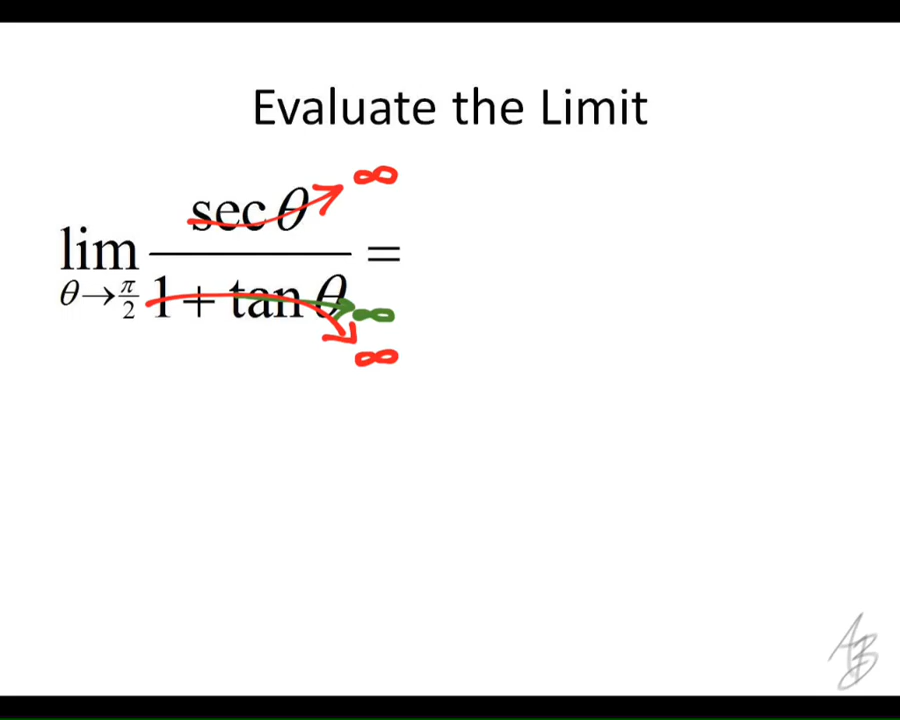 Evaluate the Limit
sec θ ∞
lim =
θ→π/2 1 + tan θ ∞
∞